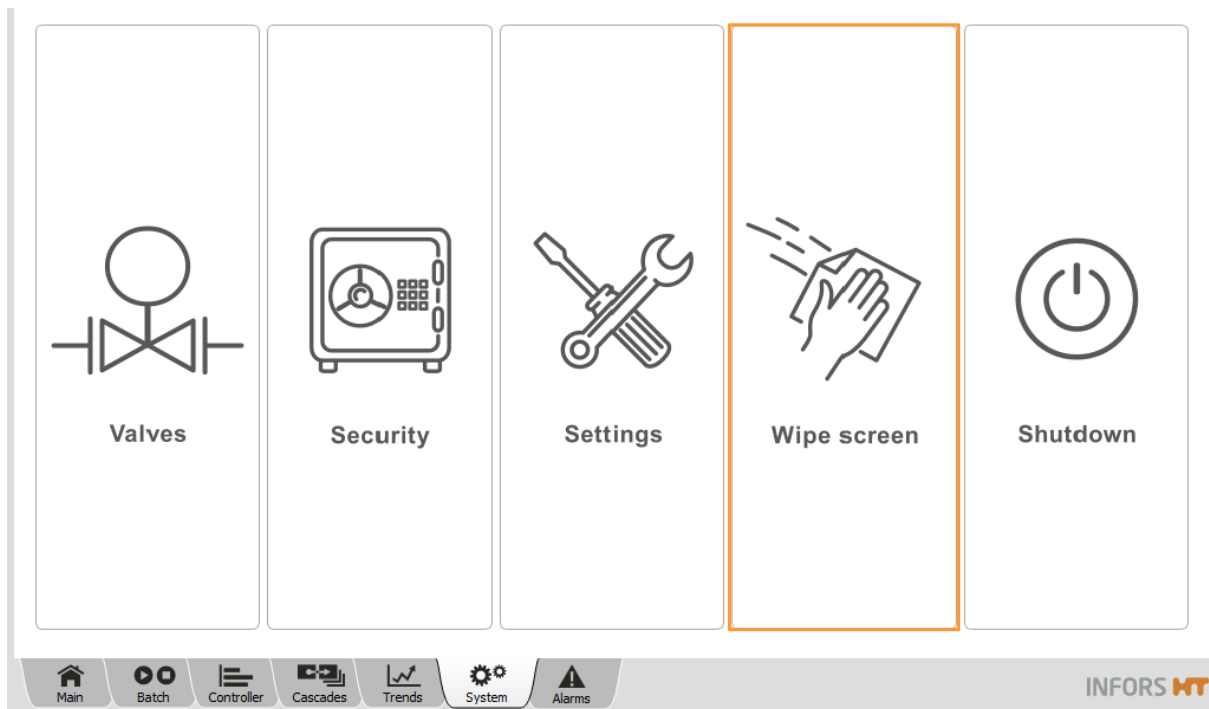 Valves
Security
Settings
Wipe screen
Shutdown
Main
Batch
Controller
Cascades
Trends
System
Alarms
INFORS HT